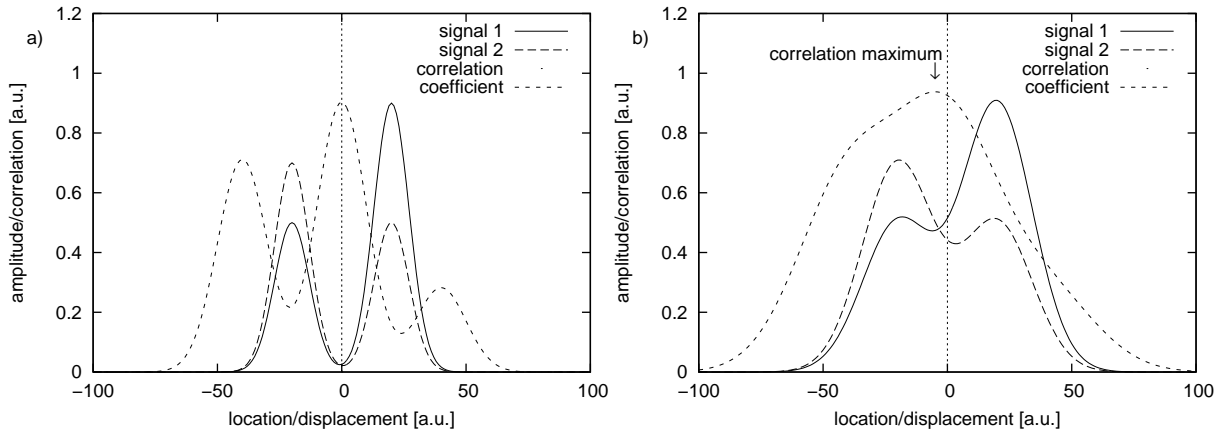 a)
signal 1
signal 2
correlation
coefficient
amplitude/correlation [a.u.]
1.2
1
0.8
0.6
0.4
0.2
0
−100
−50
0
50
100
location/displacement [a.u.]
b)
signal 1
signal 2
correlation
coefficient
correlation maximum
amplitude/correlation [a.u.]
1.2
1
0.8
0.6
0.4
0.2
0
−100
−50
0
50
100
location/displacement [a.u.]